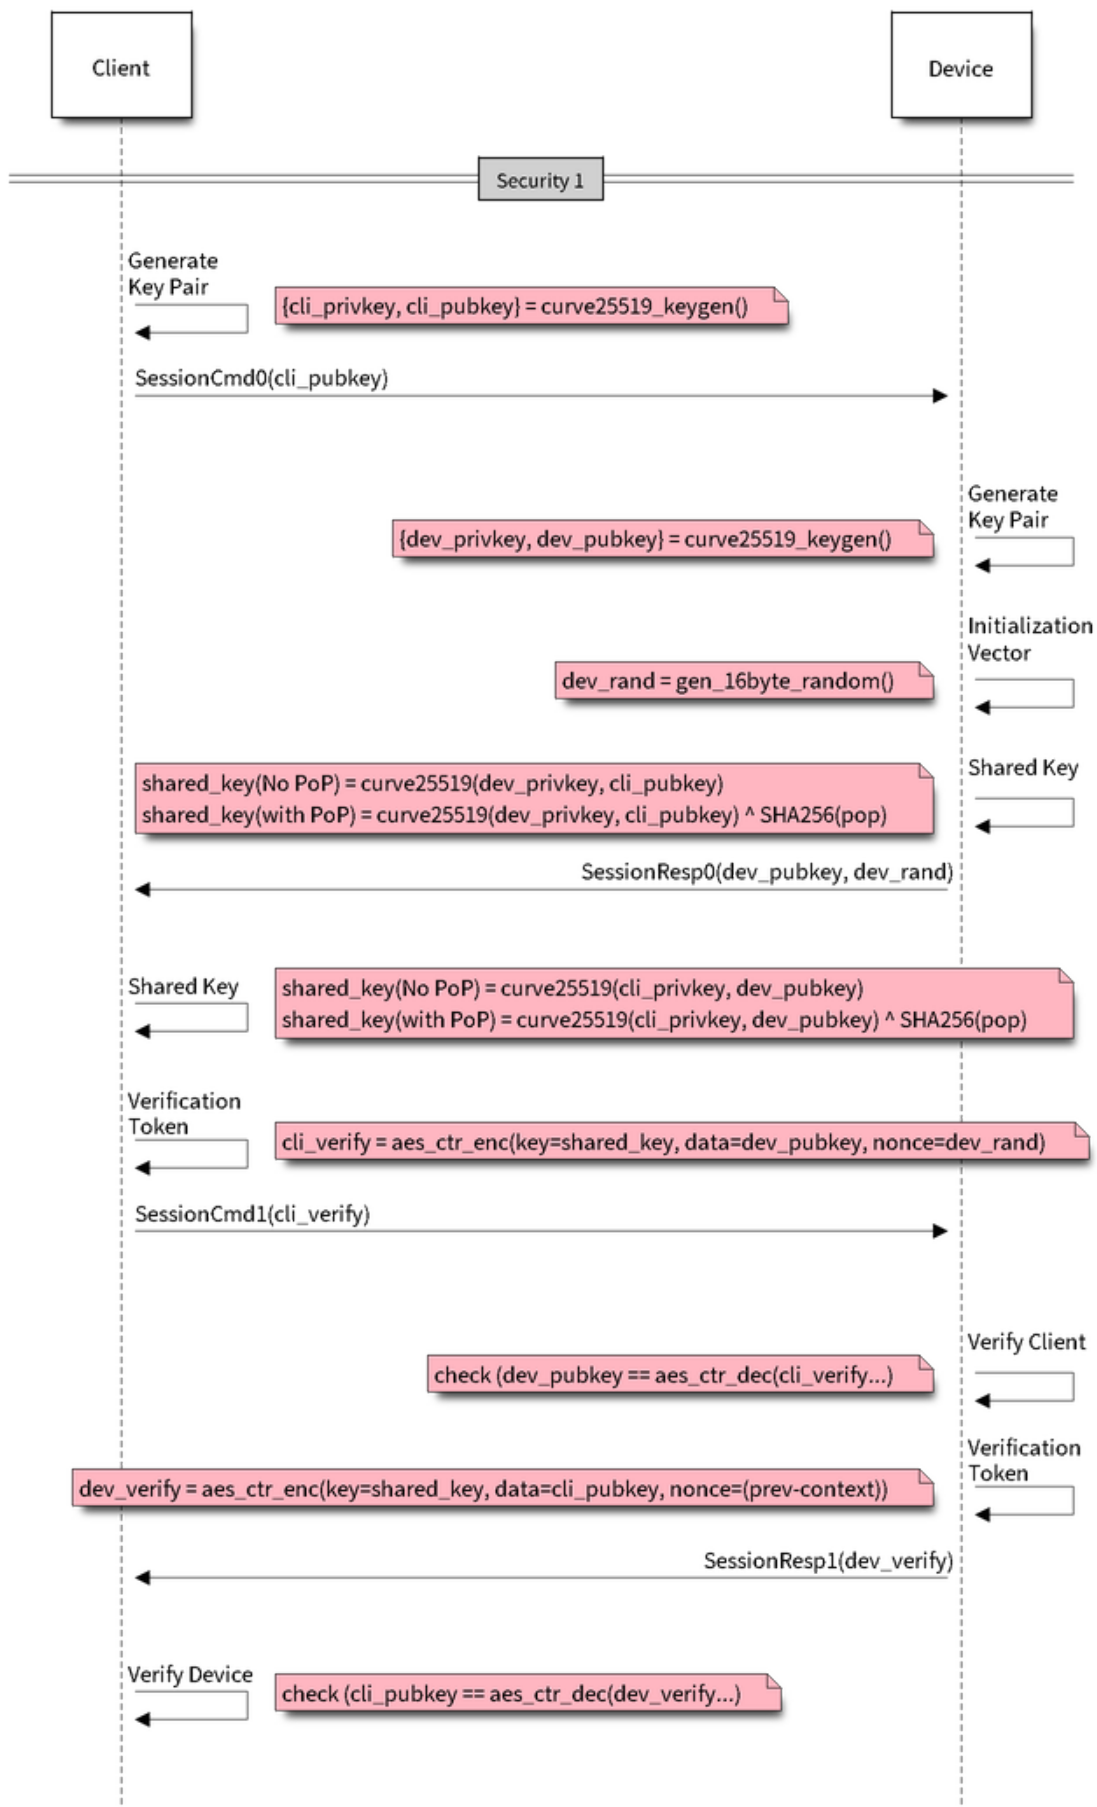 Client
Device
Security 1
Generate
Key Pair
{cli_privkey, cli_pubkey} = curve25519_keygen()
SessionCmd0(cli_pubkey)
Generate
Key Pair
{dev_privkey, dev_pubkey} = curve25519_keygen()
Initialization
Vector
dev_rand = gen_16byte_random()
Shared Key
shared_key(No PoP) = curve25519(dev_privkey, cli_pubkey)
shared_key(with PoP) = curve25519(dev_privkey, cli_pubkey) ^ SHA256(pop)
SessionResp0(dev_pubkey, dev_rand)
Shared Key
shared_key(No PoP) = curve25519(cli_privkey, dev_pubkey)
shared_key(with PoP) = curve25519(cli_privkey, dev_pubkey) ^ SHA256(pop)
Verification
Token
cli_verify = aes_ctr_enc(key=shared_key, data=dev_pubkey, nonce=dev_rand)
SessionCmd1(cli_verify)
Verify Client
check (dev_pubkey == aes_ctr_dec(cli_verify...)
Verification
Token
dev_verify = aes_ctr_enc(key=shared_key, data=cli_pubkey, nonce=(prev-context))
SessionResp1(dev_verify)
Verify Device
check (cli_pubkey == aes_ctr_dec(dev_verify...)